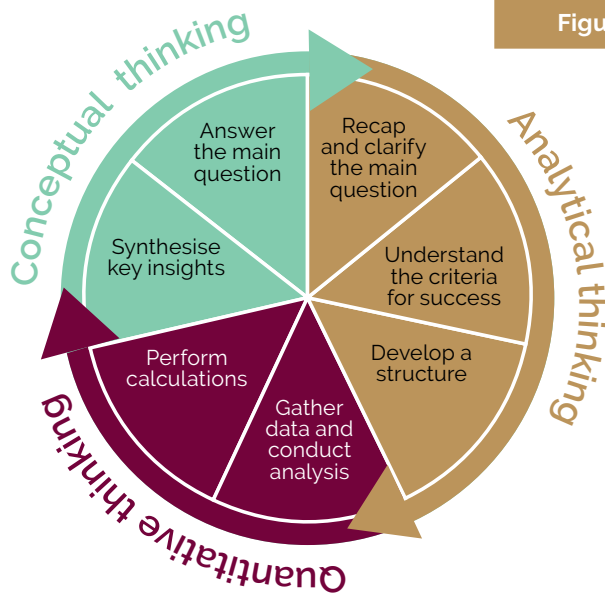 Figu
Conceptual thinking
Analytical thinking
Quantitative thinking
Recap
and clarify
the main
question
Understand
the criteria
for success
Develop a
structure
Gather
data and
conduct
analysis
Perform
calculations
Synthesise
key insights
Answer
the main
question